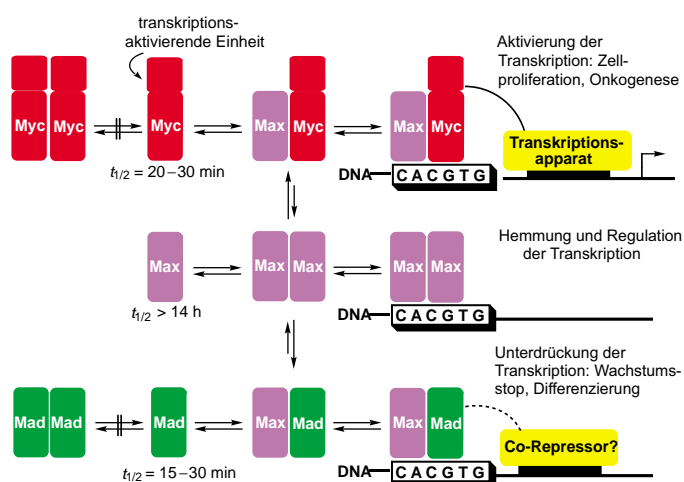 transkriptions-
aktivierende Einheit
Aktivierung der
Transkription: Zell-
proliferation, Onkogenese
Myc Myc Myc Max Myc Max Myc
Transkriptions-
apparat
t1/2 = 20–30 min
DNA CACGTG
Hemmung und Regulation
der Transkription
Max Max Max Max Max
t1/2 > 14 h
DNA CACGTG
Unterdrückung der
Transkription: Wachstums-
stop, Differenzierung
Mad Mad Mad Max Mad Max Mad
Co-Repressor?
t1/2 = 15–30 min
DNA CACGTG